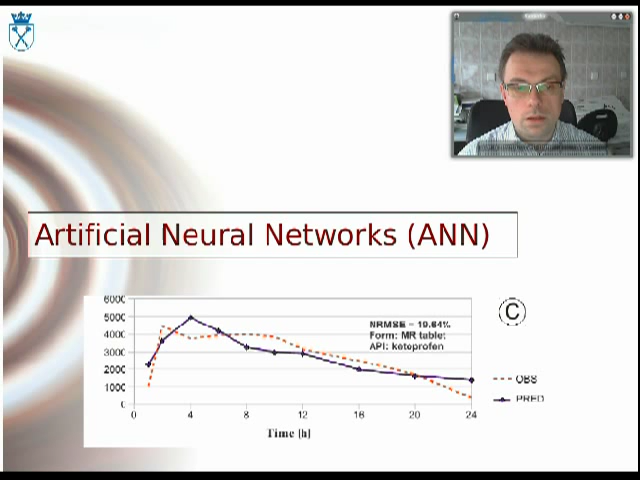 Artificial Neural Networks (ANN)
6000
5000
4000
3000
2000
1000
0
NRMSE = 19.64%
Form: MR tablet
API: ketoprofen
C
OBS
PRED
0 4 8 12 16 20 24
Time [h]